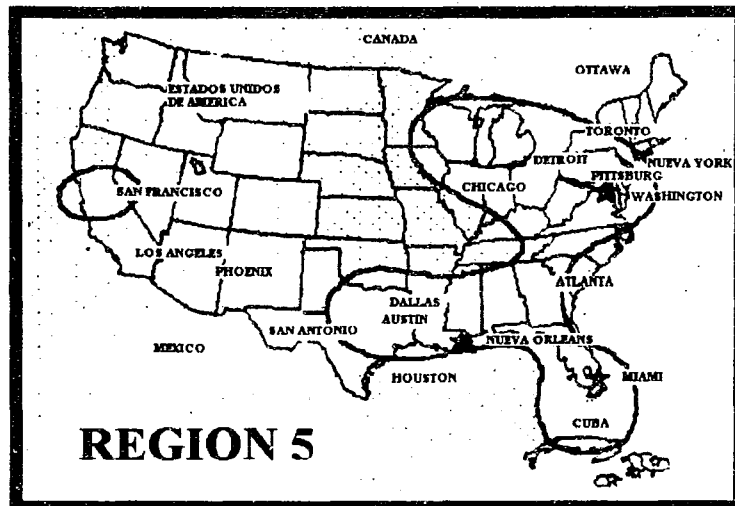 CANADA
OTTAWA
ESTADOS UNIDOS
DE AMERICA
TORONTO
DETROIT
NUEVA YORK
PITTSBURG
CHICAGO
WASHINGTON
SAN FRANCISCO
LOS ANGELES
PHOENIX
ATLANTA
DALLAS
AUSTIN
SAN ANTONIO
NUEVA ORLEANS
MEXICO
HOUSTON
MIAMI
CUBA
REGION 5